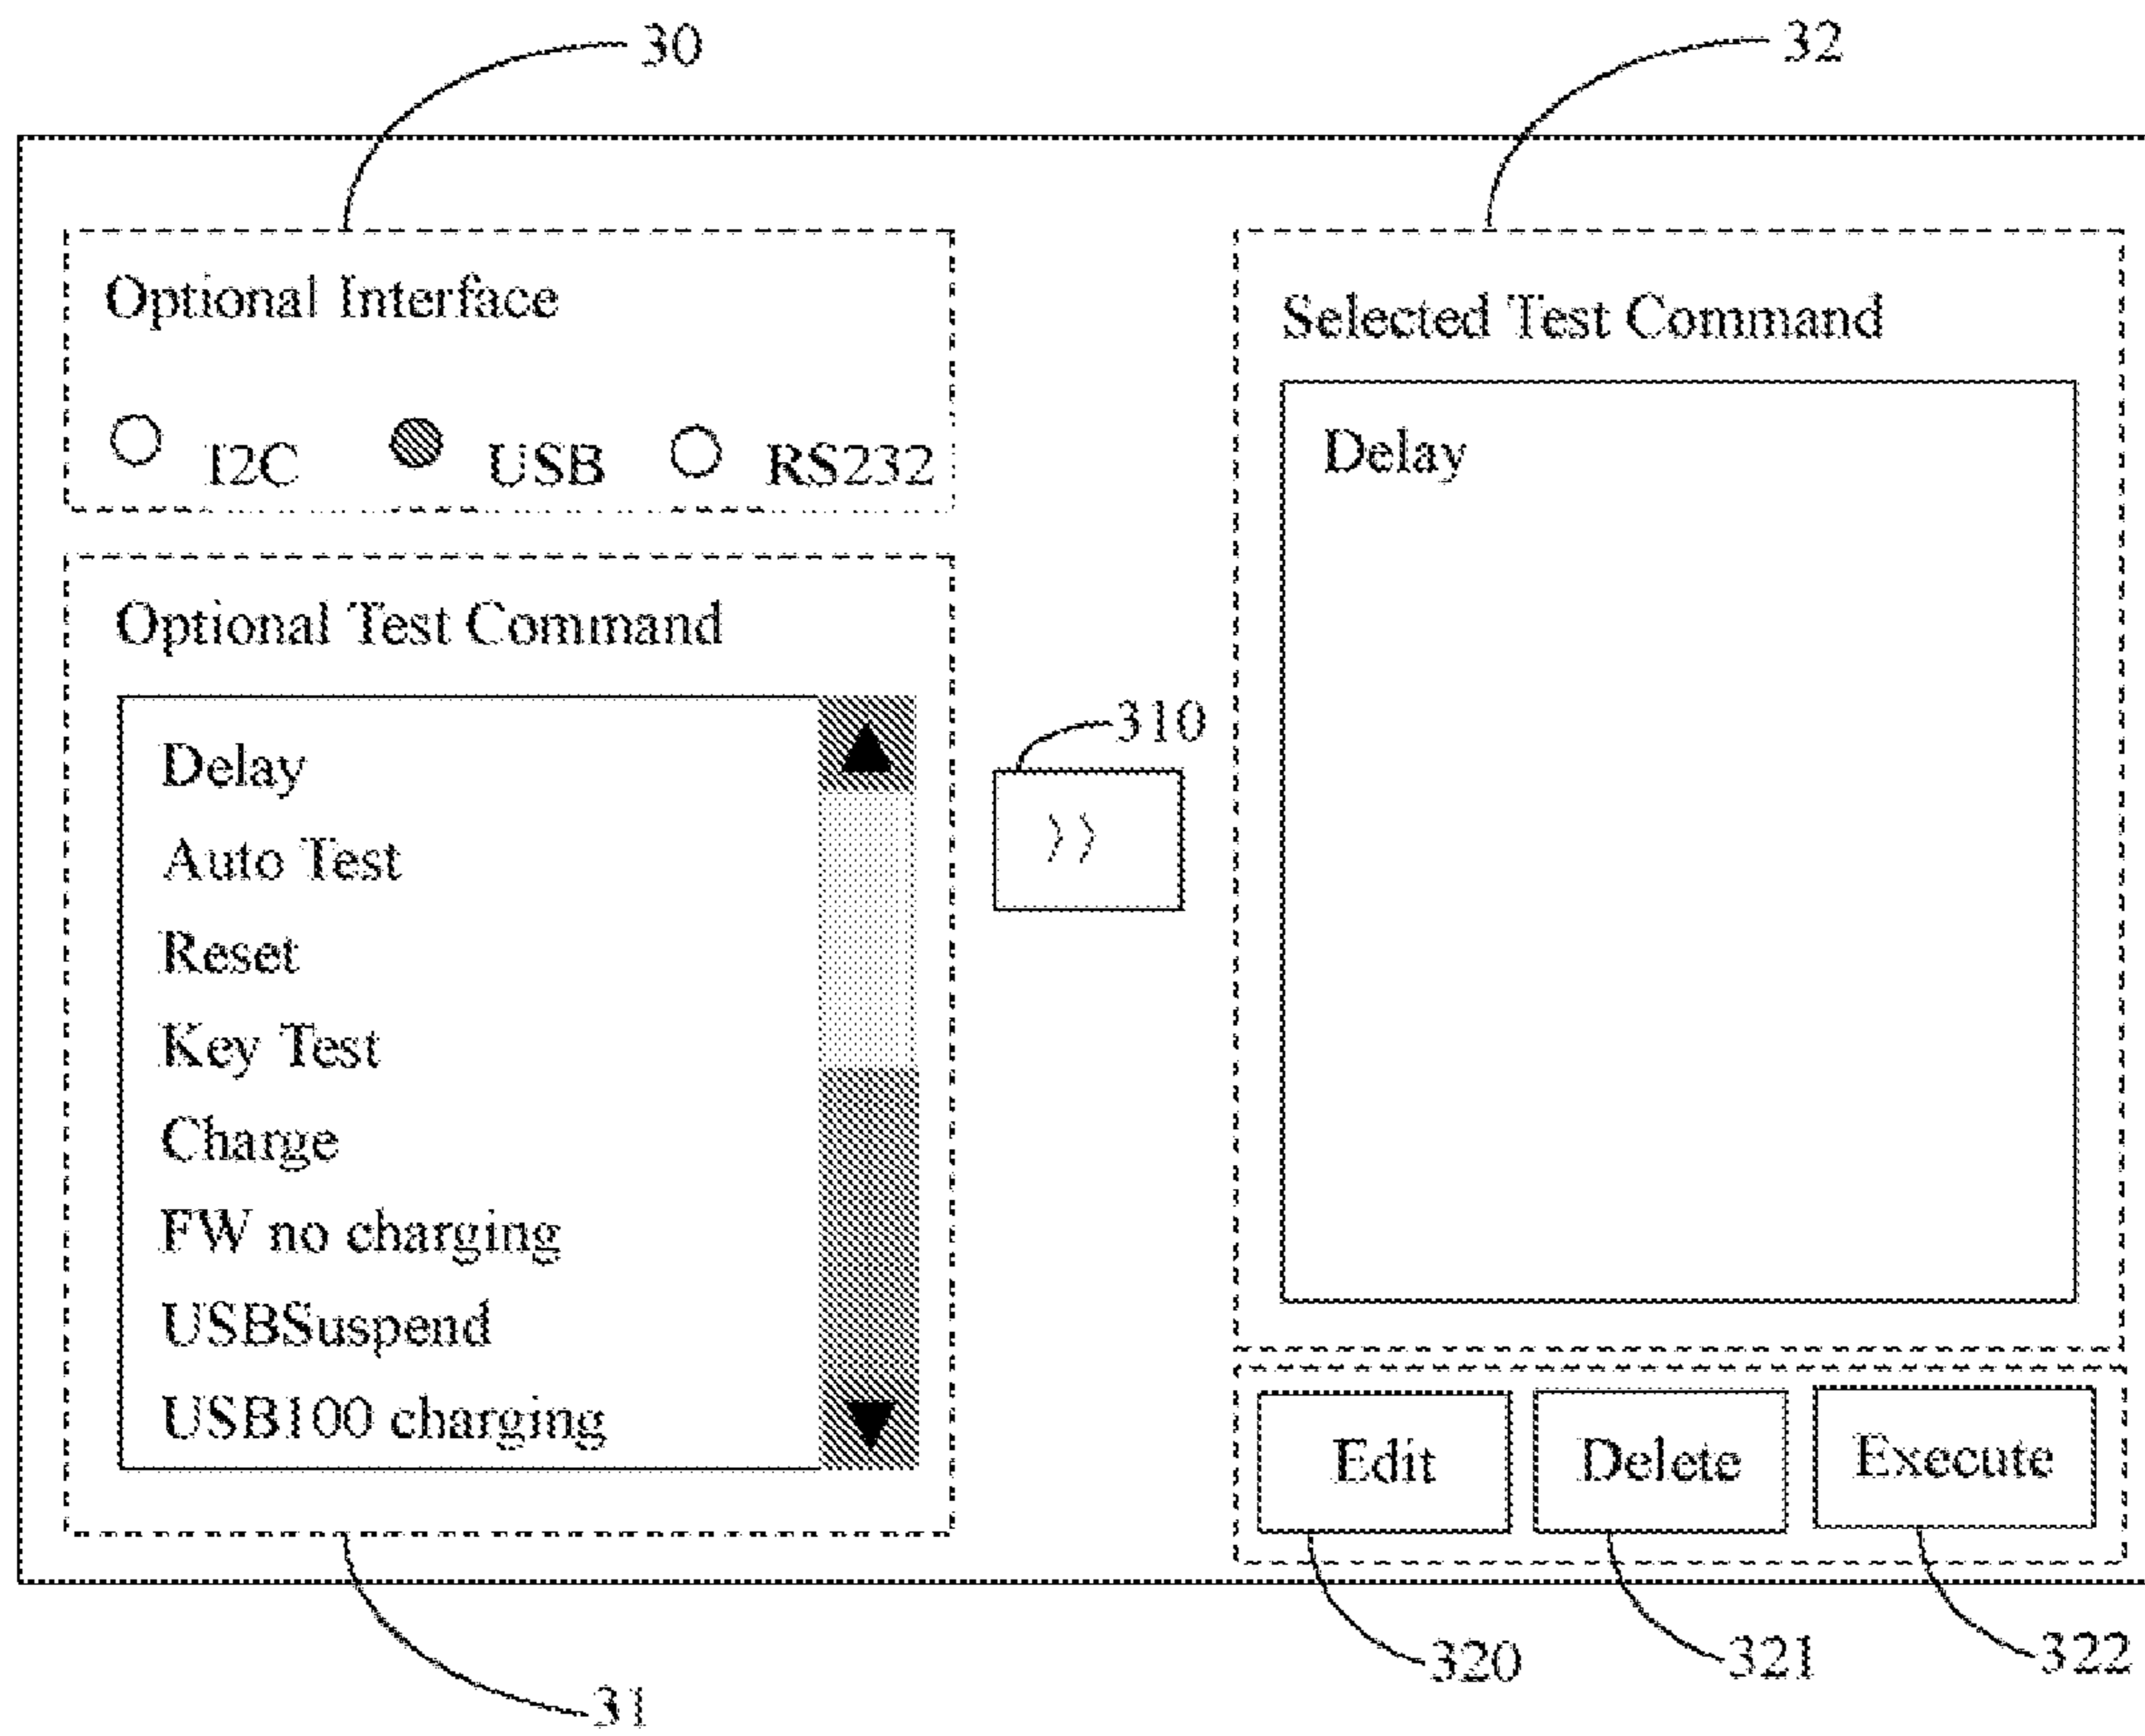 30
32
Optional Interface
I2C USB RS232
Optional Test Command
Delay
Auto Test
Reset
Key Test
Charge
FW no charging
USBSuspend
USB100 charging
310
>>
Selected Test Command
Delay
Edit Delete Execute
320 321 322
31